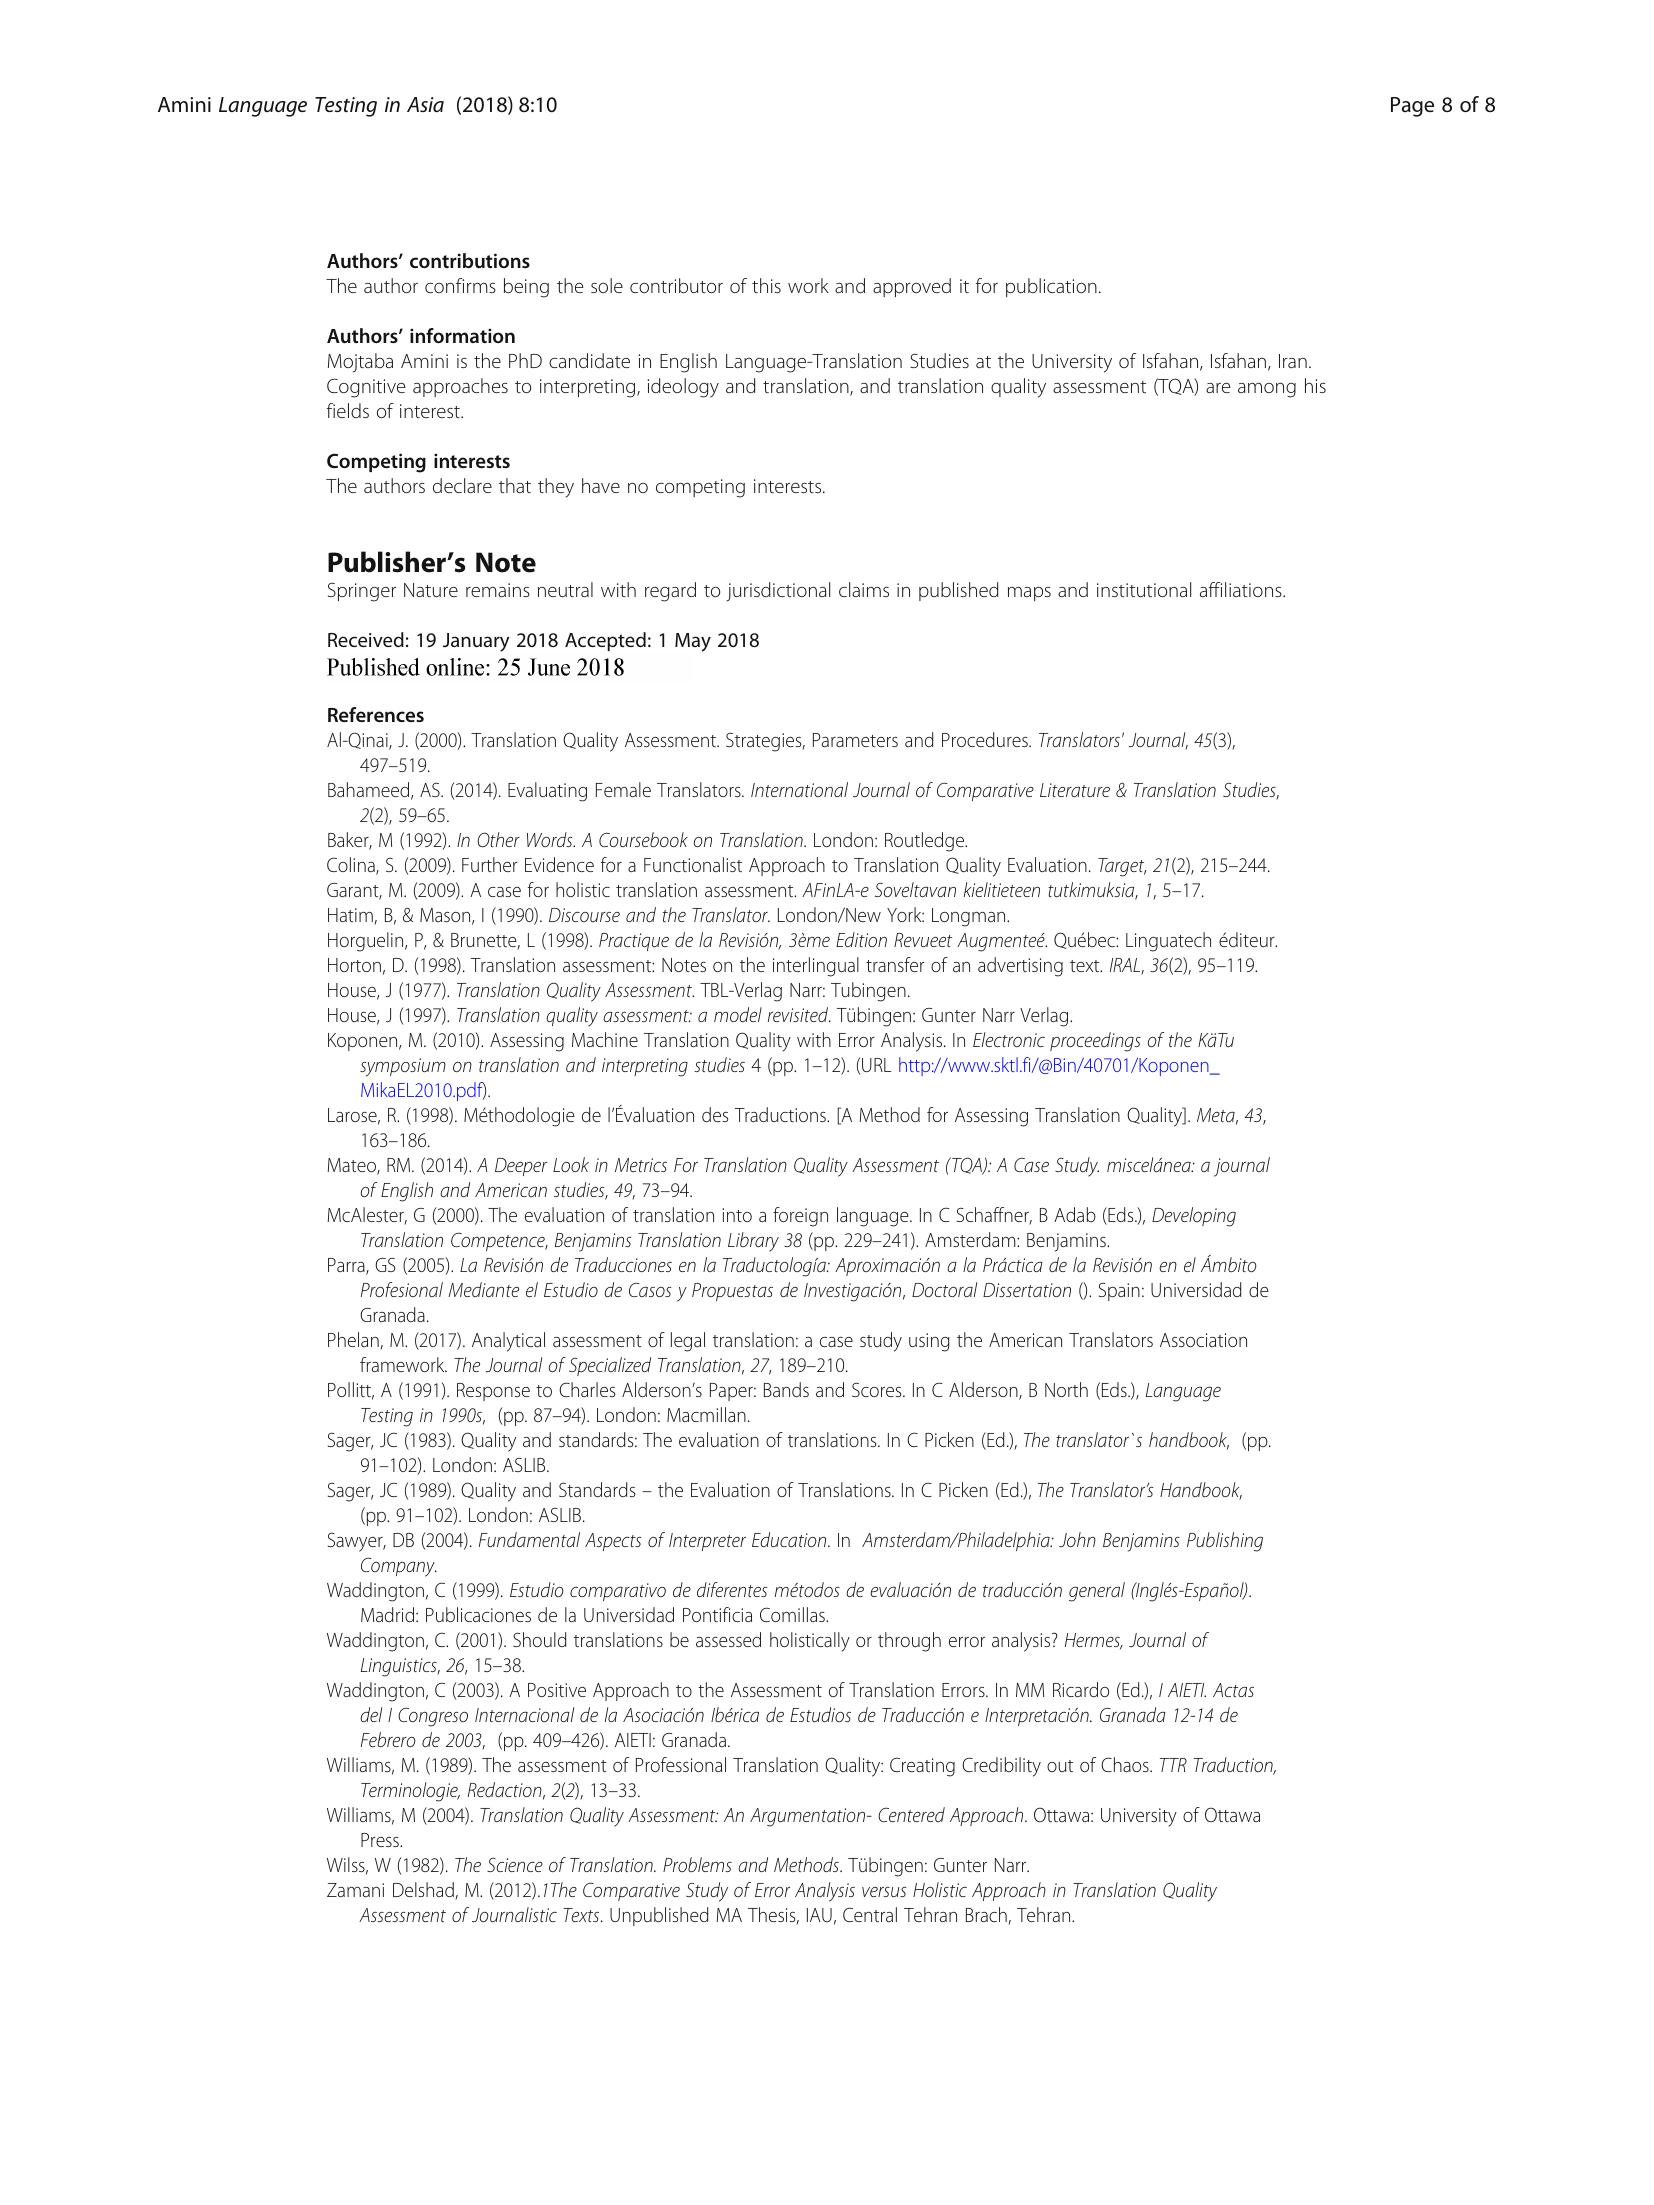 Amini Language Testing in Asia (2018) 8:10
Page 8 of 8
Authors’ contributions
The author confirms being the sole contributor of this work and approved it for publication.
Authors’ information
Mojtaba Amini is the PhD candidate in English Language-Translation Studies at the University of Isfahan, Isfahan, Iran.
Cognitive approaches to interpreting, ideology and translation, and translation quality assessment (TQA) are among his
fields of interest.
Competing interests
The authors declare that they have no competing interests.
Publisher’s Note
Springer Nature remains neutral with regard to jurisdictional claims in published maps and institutional affiliations.
Received: 19 January 2018 Accepted: 1 May 2018
Published online: 25 June 2018
References
Al-Qinai, J. (2000). Translation Quality Assessment. Strategies, Parameters and Procedures. Translators' Journal, 45(3),
497–519.
Bahameed, AS. (2014). Evaluating Female Translators. International Journal of Comparative Literature & Translation Studies,
2(2), 59–65.
Baker, M (1992). In Other Words. A Coursebook on Translation. London: Routledge.
Colina, S. (2009). Further Evidence for a Functionalist Approach to Translation Quality Evaluation. Target, 21(2), 215–244.
Garant, M. (2009). A case for holistic translation assessment. AFinLA-e Soveltavan kielitieteen tutkimuksia, 1, 5–17.
Hatim, B, & Mason, I (1990). Discourse and the Translator. London/New York: Longman.
Horguelin, P, & Brunette, L (1998). Practique de la Revisión, 3ème Edition Revueet Augmenteé. Québec: Linguatech éditeur.
Horton, D. (1998). Translation assessment: Notes on the interlingual transfer of an advertising text. IRAL, 36(2), 95–119.
House, J (1977). Translation Quality Assessment. TBL-Verlag Narr: Tubingen.
House, J (1997). Translation quality assessment: a model revisited. Tübingen: Gunter Narr Verlag.
Koponen, M. (2010). Assessing Machine Translation Quality with Error Analysis. In Electronic proceedings of the KäTu
symposium on translation and interpreting studies 4 (pp. 1–12). (URL http://www.sktl.fi/@Bin/40701/Koponen_
MikaEL2010.pdf).
Larose, R. (1998). Méthodologie de l’Évaluation des Traductions. [A Method for Assessing Translation Quality]. Meta, 43,
163–186.
Mateo, RM. (2014). A Deeper Look in Metrics For Translation Quality Assessment (TQA): A Case Study. miscelánea: a journal
of English and American studies, 49, 73–94.
McAlester, G (2000). The evaluation of translation into a foreign language. In C Schaffner, B Adab (Eds.), Developing
Translation Competence, Benjamins Translation Library 38 (pp. 229–241). Amsterdam: Benjamins.
Parra, GS (2005). La Revisión de Traducciones en la Traductología: Aproximación a la Práctica de la Revisión en el Ámbito
Profesional Mediante el Estudio de Casos y Propuestas de Investigación, Doctoral Dissertation (). Spain: Universidad de
Granada.
Phelan, M. (2017). Analytical assessment of legal translation: a case study using the American Translators Association
framework. The Journal of Specialized Translation, 27, 189–210.
Pollitt, A (1991). Response to Charles Alderson’s Paper: Bands and Scores. In C Alderson, B North (Eds.), Language
Testing in 1990s, (pp. 87–94). London: Macmillan.
Sager, JC (1983). Quality and standards: The evaluation of translations. In C Picken (Ed.), The translator`s handbook, (pp.
91–102). London: ASLIB.
Sager, JC (1989). Quality and Standards – the Evaluation of Translations. In C Picken (Ed.), The Translator’s Handbook,
(pp. 91–102). London: ASLIB.
Sawyer, DB (2004). Fundamental Aspects of Interpreter Education. In Amsterdam/Philadelphia: John Benjamins Publishing
Company.
Waddington, C (1999). Estudio comparativo de diferentes métodos de evaluación de traducción general (Inglés-Español).
Madrid: Publicaciones de la Universidad Pontificia Comillas.
Waddington, C. (2001). Should translations be assessed holistically or through error analysis? Hermes, Journal of
Linguistics, 26, 15–38.
Waddington, C (2003). A Positive Approach to the Assessment of Translation Errors. In MM Ricardo (Ed.), I AIETI. Actas
del I Congreso Internacional de la Asociación Ibérica de Estudios de Traducción e Interpretación. Granada 12-14 de
Febrero de 2003, (pp. 409–426). AIETI: Granada.
Williams, M. (1989). The assessment of Professional Translation Quality: Creating Credibility out of Chaos. TTR Traduction,
Terminologie, Redaction, 2(2), 13–33.
Williams, M (2004). Translation Quality Assessment: An Argumentation- Centered Approach. Ottawa: University of Ottawa
Press.
Wilss, W (1982). The Science of Translation. Problems and Methods. Tübingen: Gunter Narr.
Zamani Delshad, M. (2012).1The Comparative Study of Error Analysis versus Holistic Approach in Translation Quality
Assessment of Journalistic Texts. Unpublished MA Thesis, IAU, Central Tehran Brach, Tehran.